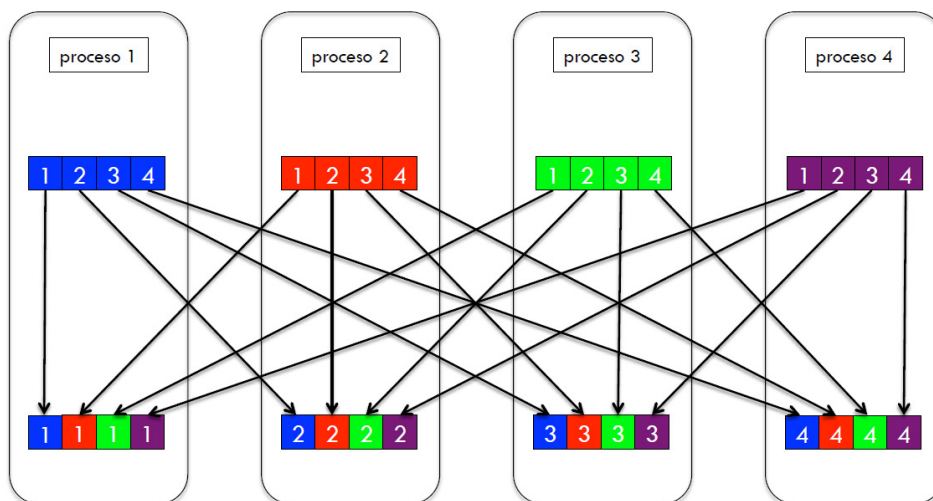 proceso 1
proceso 2
proceso 3
proceso 4
1 2 3 4
1 2 3 4
1 2 3 4
1 2 3 4
1 1 1 1
2 2 2 2
3 3 3 3
4 4 4 4